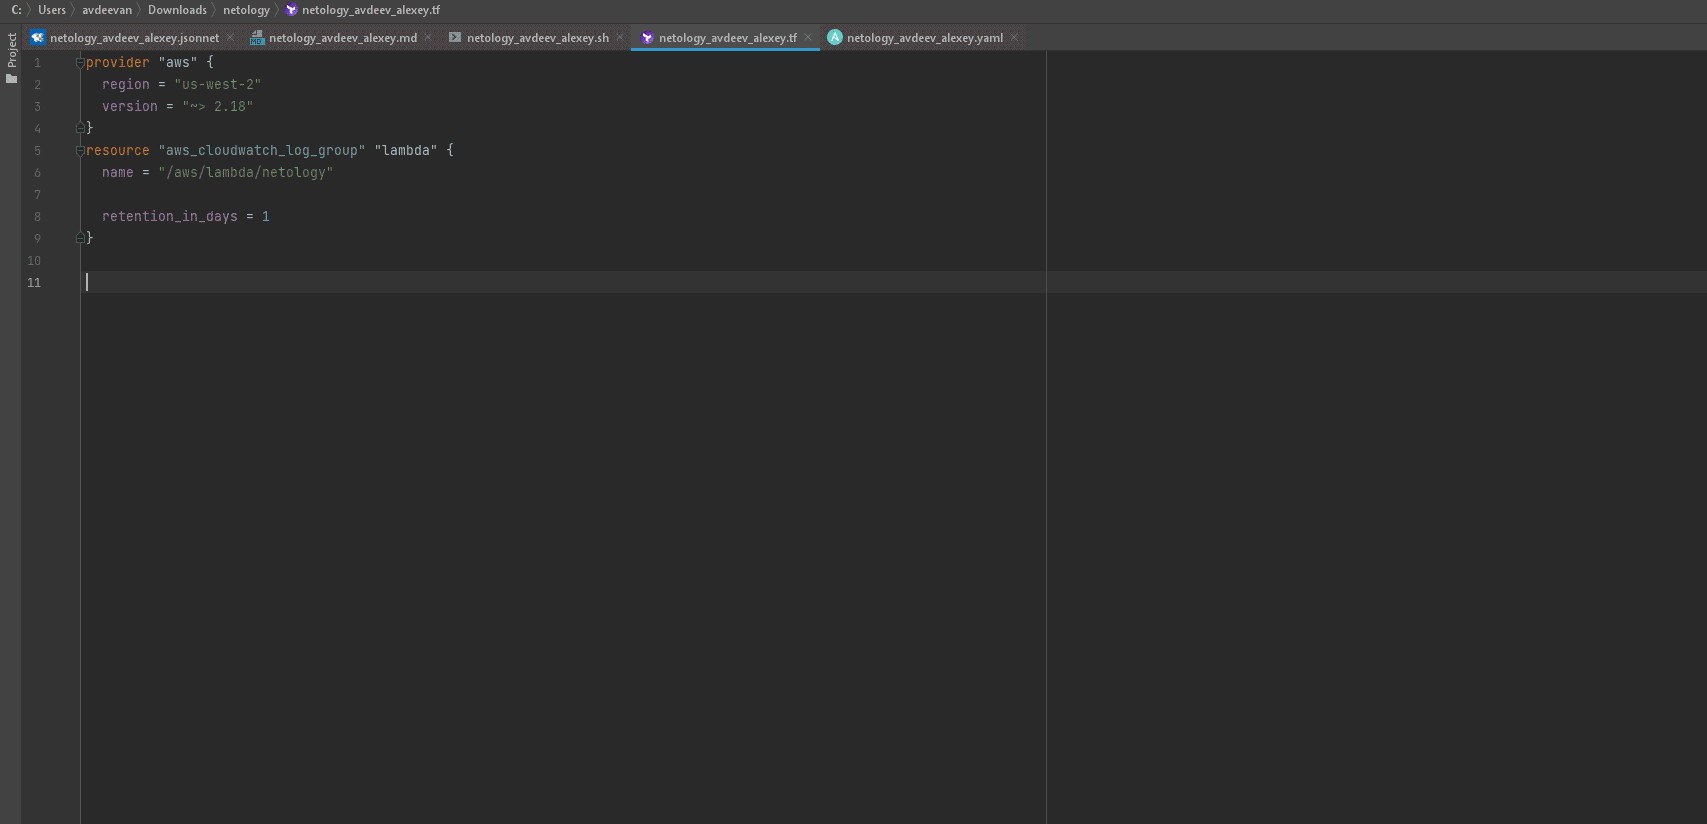 C: Users avdeevan Downloads netology netology_avdeev_alexey.tf
netology_avdeev_alexey.jsonnet netology_avdeev_alexey.md netology_avdeev_alexey.sh netology_avdeev_alexey.tf netology_avdeev_alexey.yaml
Project
1 provider "aws" {
2   region = "us-west-2"
3   version = "~> 2.18"
4 }
5 resource "aws_cloudwatch_log_group" "lambda" {
6   name = "/aws/lambda/netology"
7
8   retention_in_days = 1
9 }
10
11